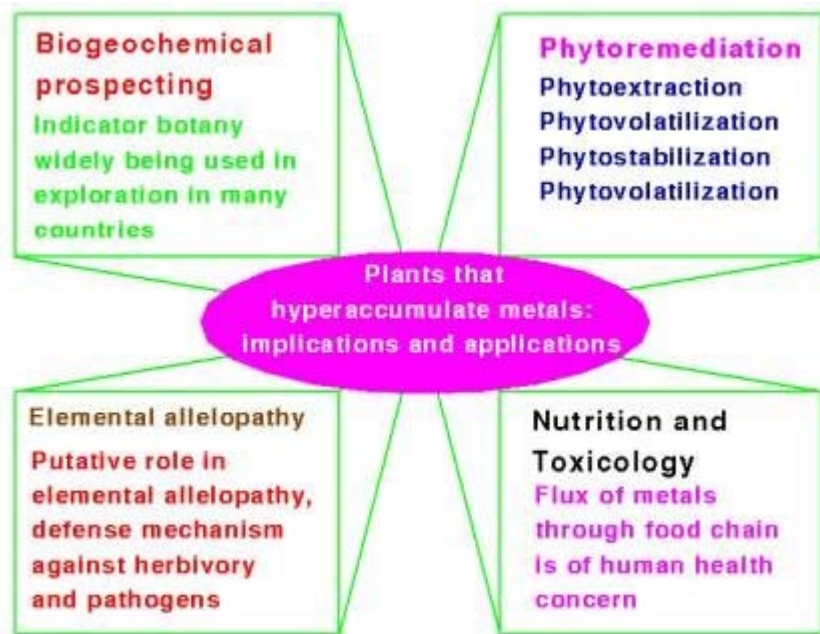 Biogeochemical
prospecting
Indicator botany
widely being used in
exploration in many
countries
Phytoremediation
Phytoextraction
Phytovolatilization
Phytostabilization
Phytovolatilization
Plants that
hyperaccumulate metals:
implications and applications
Elemental allelopathy
Putative role in
elemental allelopathy,
defense mechanism
against herbivory
and pathogens
Nutrition and
Toxicology
Flux of metals
through food chain
is of human health
concern